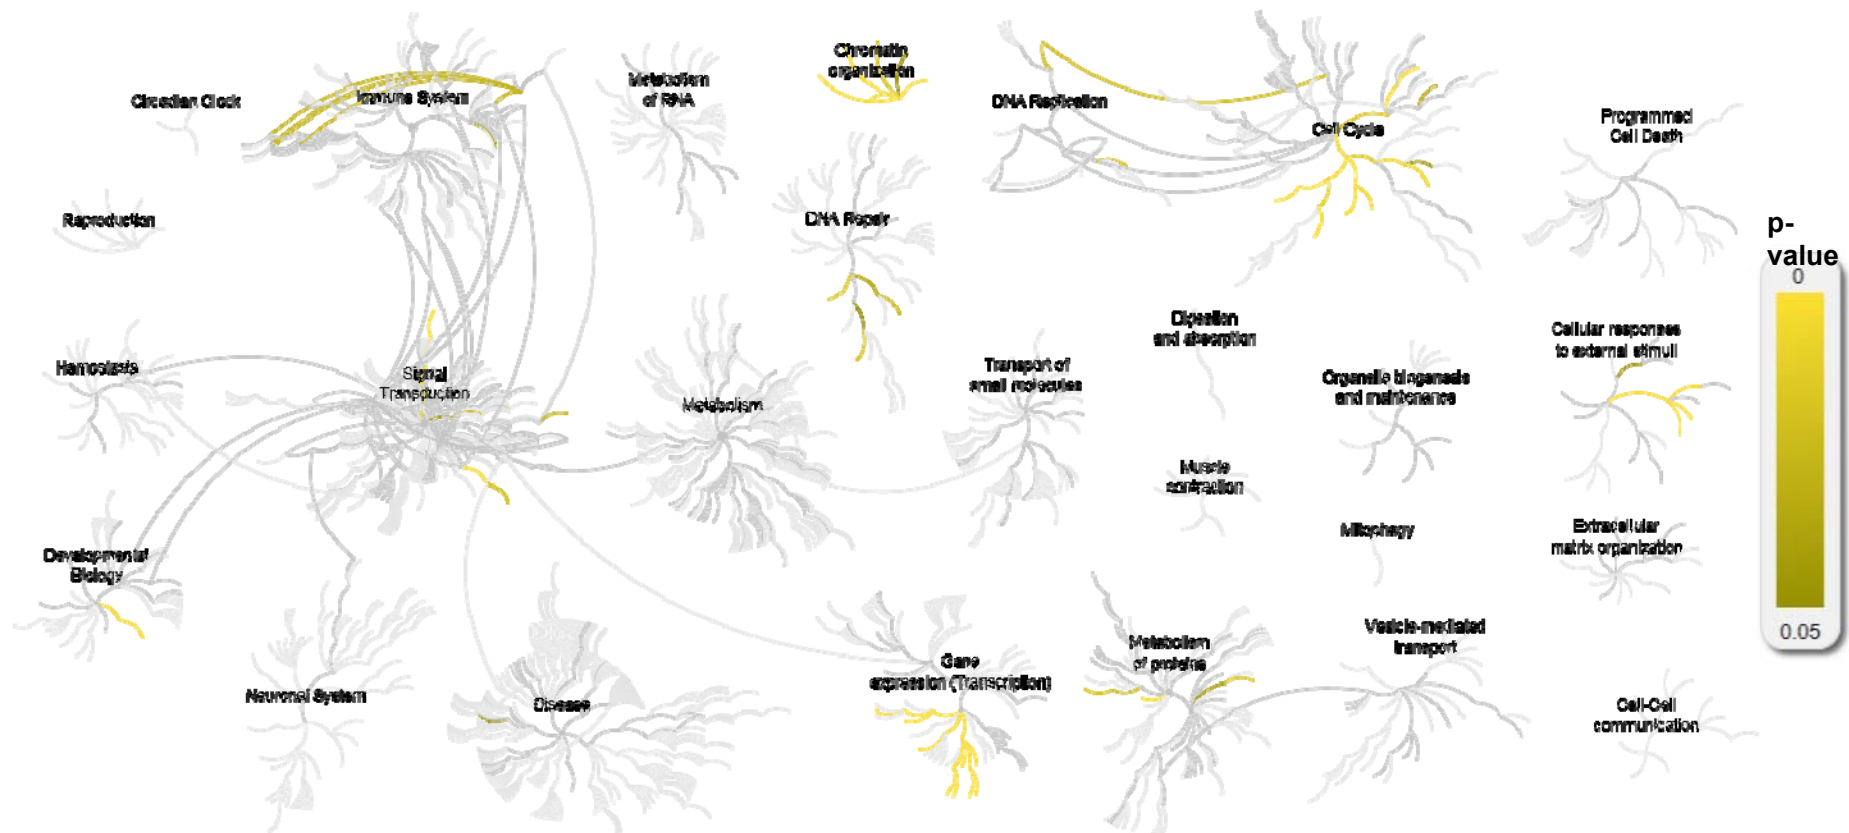 Circadian Clock
Immune System
Metabolism
of RNA
Chromatin
organization
DNA Replication
Cell Cycle
Programmed
Cell Death
Reproduction
DNA Repair
p-
value
0
0.05
Hemostasis
Signal
Transduction
Metabolism
Transport of
small molecules
Digestion
and absorption
Organelle biogenesis
and maintenance
Cellular responses
to external stimuli
Muscle
contraction
Mitophagy
Extracellular
matrix organization
Developmental
Biology
Neuronal System
Disease
Gene
expression (Transcription)
Metabolism
of proteins
Vesicle-mediated
transport
Cell-Cell
communication